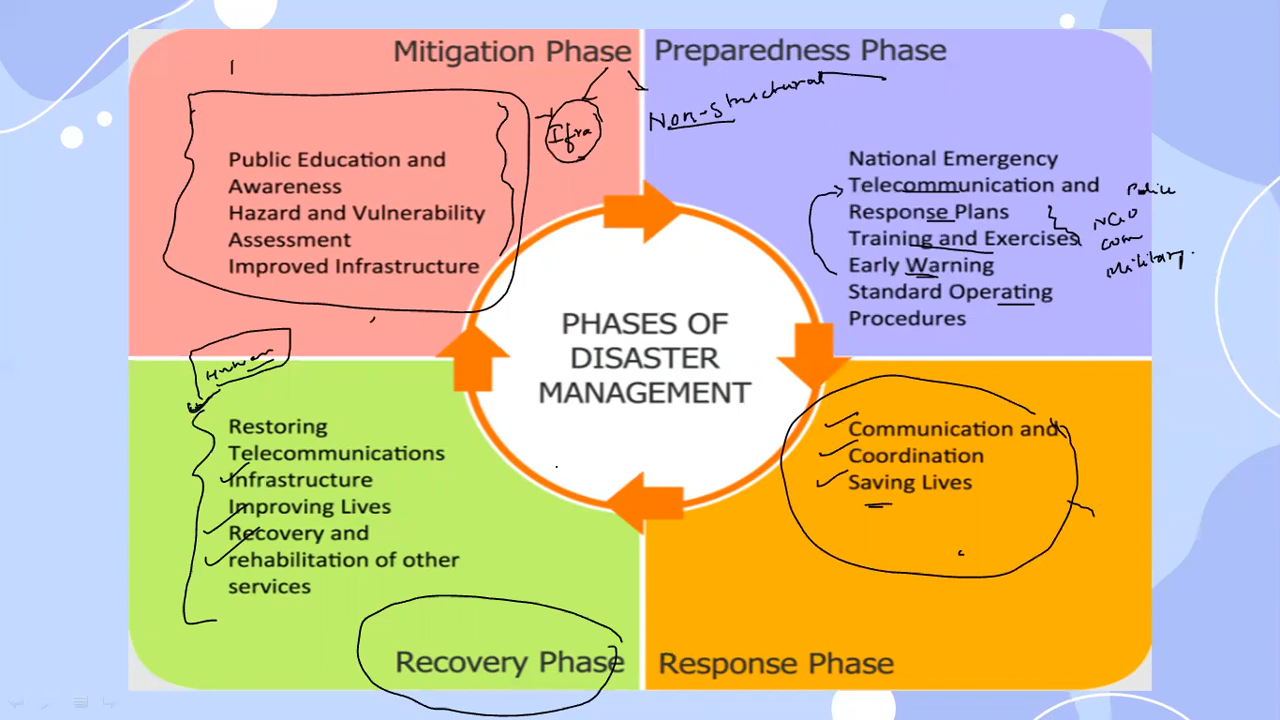 Mitigation Phase
Public Education and
Awareness
Hazard and Vulnerability
Assessment
Improved Infrastructure
Ifra
Preparedness Phase
Non-structural
National Emergency
Telecommunication and
Response Plans
Training and Exercises
Early Warning
Standard Operating
Procedures
Police
NGO
com
Military.
PHASES OF
DISASTER
MANAGEMENT
Human
Restoring
Telecommunications
Infrastructure
Improving Lives
Recovery and
rehabilitation of other
services
Recovery Phase
Communication and
Coordination
Saving Lives
Response Phase